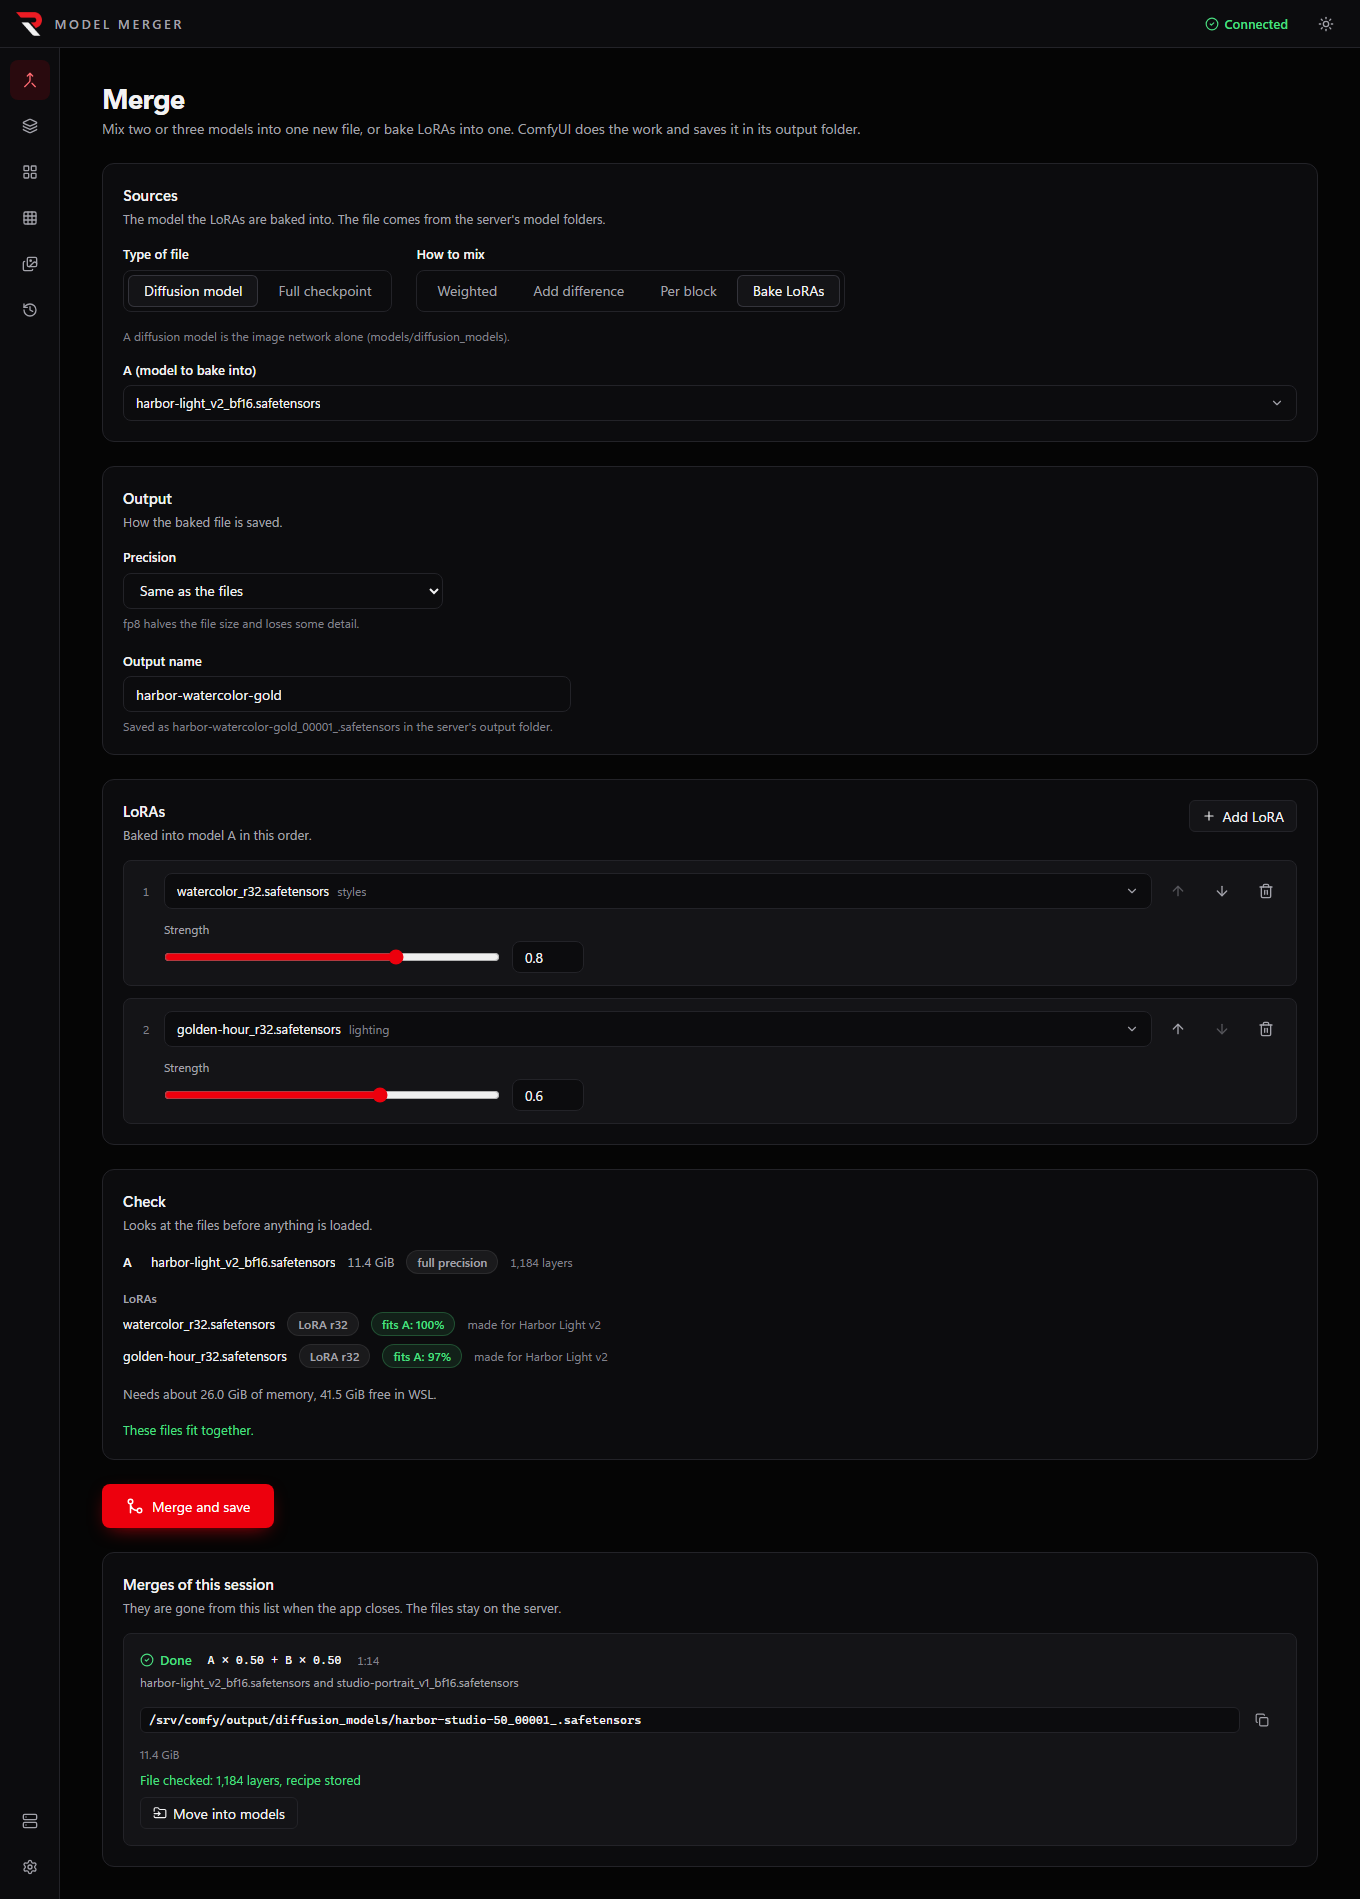 MODEL MERGER
Connected
Merge
Mix two or three models into one new file, or bake LoRAs into one. ComfyUI does the work and saves it in its output folder.
Sources
The model the LoRAs are baked into. The file comes from the server's model folders.
Type of file
How to mix
Diffusion model
Full checkpoint
Weighted
Add difference
Per block
Bake LoRAs
A diffusion model is the image network alone (models/diffusion_models).
A (model to bake into)
harbor-light_v2_bf16.safetensors
Output
How the baked file is saved.
Precision
Same as the files
fp8 halves the file size and loses some detail.
Output name
harbor-watercolor-gold
Saved as harbor-watercolor-gold_00001_.safetensors in the server's output folder.
LoRAs
Add LoRA
Baked into model A in this order.
1 watercolor_r32.safetensors styles
Strength
0.8
2 golden-hour_r32.safetensors lighting
Strength
0.6
Check
Looks at the files before anything is loaded.
A harbor-light_v2_bf16.safetensors 11.4 GiB full precision 1,184 layers
LoRAs
watercolor_r32.safetensors LoRA r32 fits A: 100% made for Harbor Light v2
golden-hour_r32.safetensors LoRA r32 fits A: 97% made for Harbor Light v2
Needs about 26.0 GiB of memory, 41.5 GiB free in WSL.
These files fit together.
Merge and save
Merges of this session
They are gone from this list when the app closes. The files stay on the server.
Done A × 0.50 + B × 0.50 1:14
harbor-light_v2_bf16.safetensors and studio-portrait_v1_bf16.safetensors
/srv/comfy/output/diffusion_models/harbor-studio-50_00001_.safetensors
11.4 GiB
File checked: 1,184 layers, recipe stored
Move into models